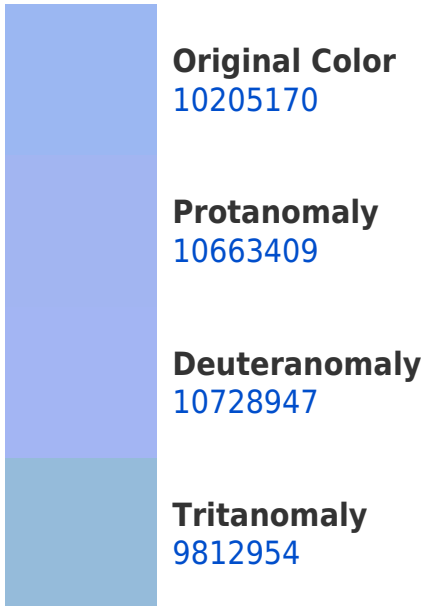 Original Color
10205170
Protanomaly
10663409
Deuteranomaly
10728947
Tritanomaly
9812954